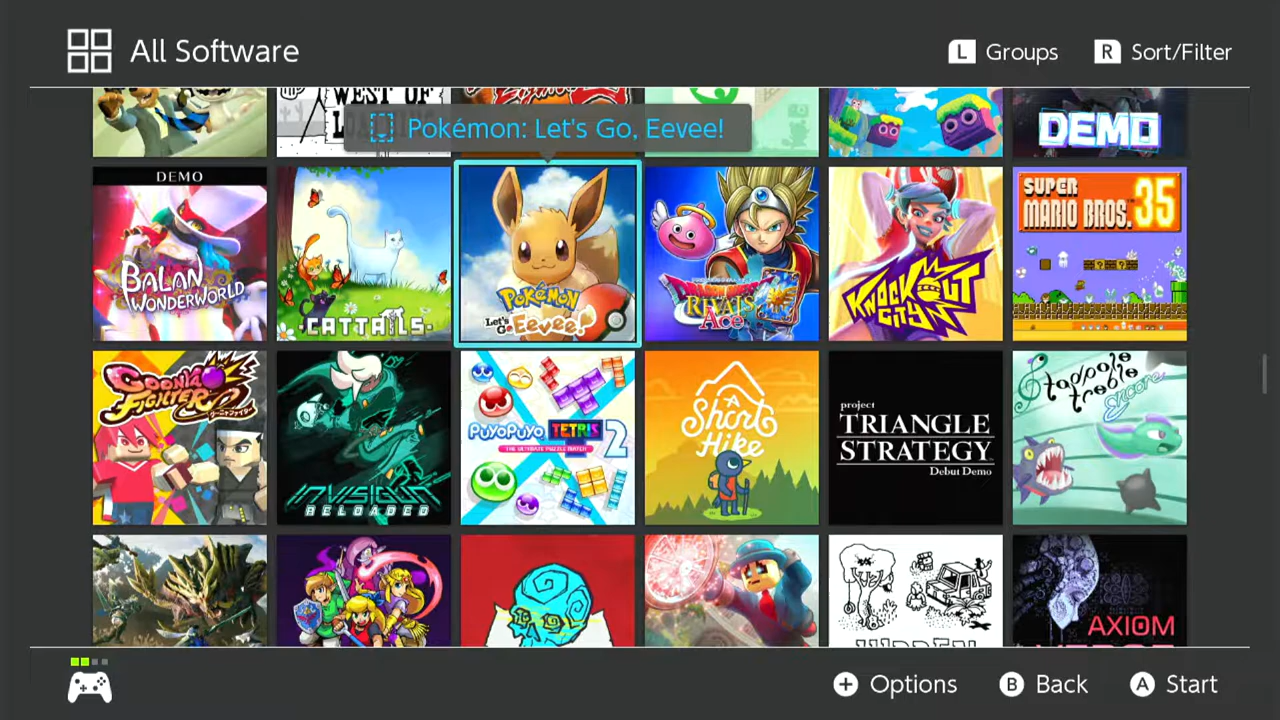 All Software
L Groups
R Sort/Filter
WEST OF
Pokémon: Let's Go, Eevee!
DEMO
DEMO
BALAN
WONDERWORLD
CATTAILS
POKÉMON
Let's
Go Eevee!
RIVALS
Ace
KNOCKOUT
CITY
SUPER
MARIO BROS. 35
GOONYA
FIGHTER
INVISIGUN
RELOADED
PUYOPUYO TETRIS 2
THE ULTIMATE PUZZLE MATCH
A
Short
Hike
project
TRIANGLE
STRATEGY
Debut Demo
tadpole
treble
Encore
HIDDEN
AXIOM
VERGE
+ Options
B Back
A Start